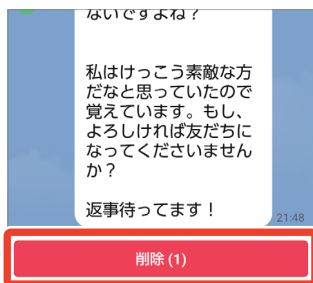 ないですよね？
私はけっこう素敵な方
だなと思っていたので
覚えています。もし、
よろしければ友だちに
なってくださいません
か？
返事待ってます！
21:48
削除 (1)